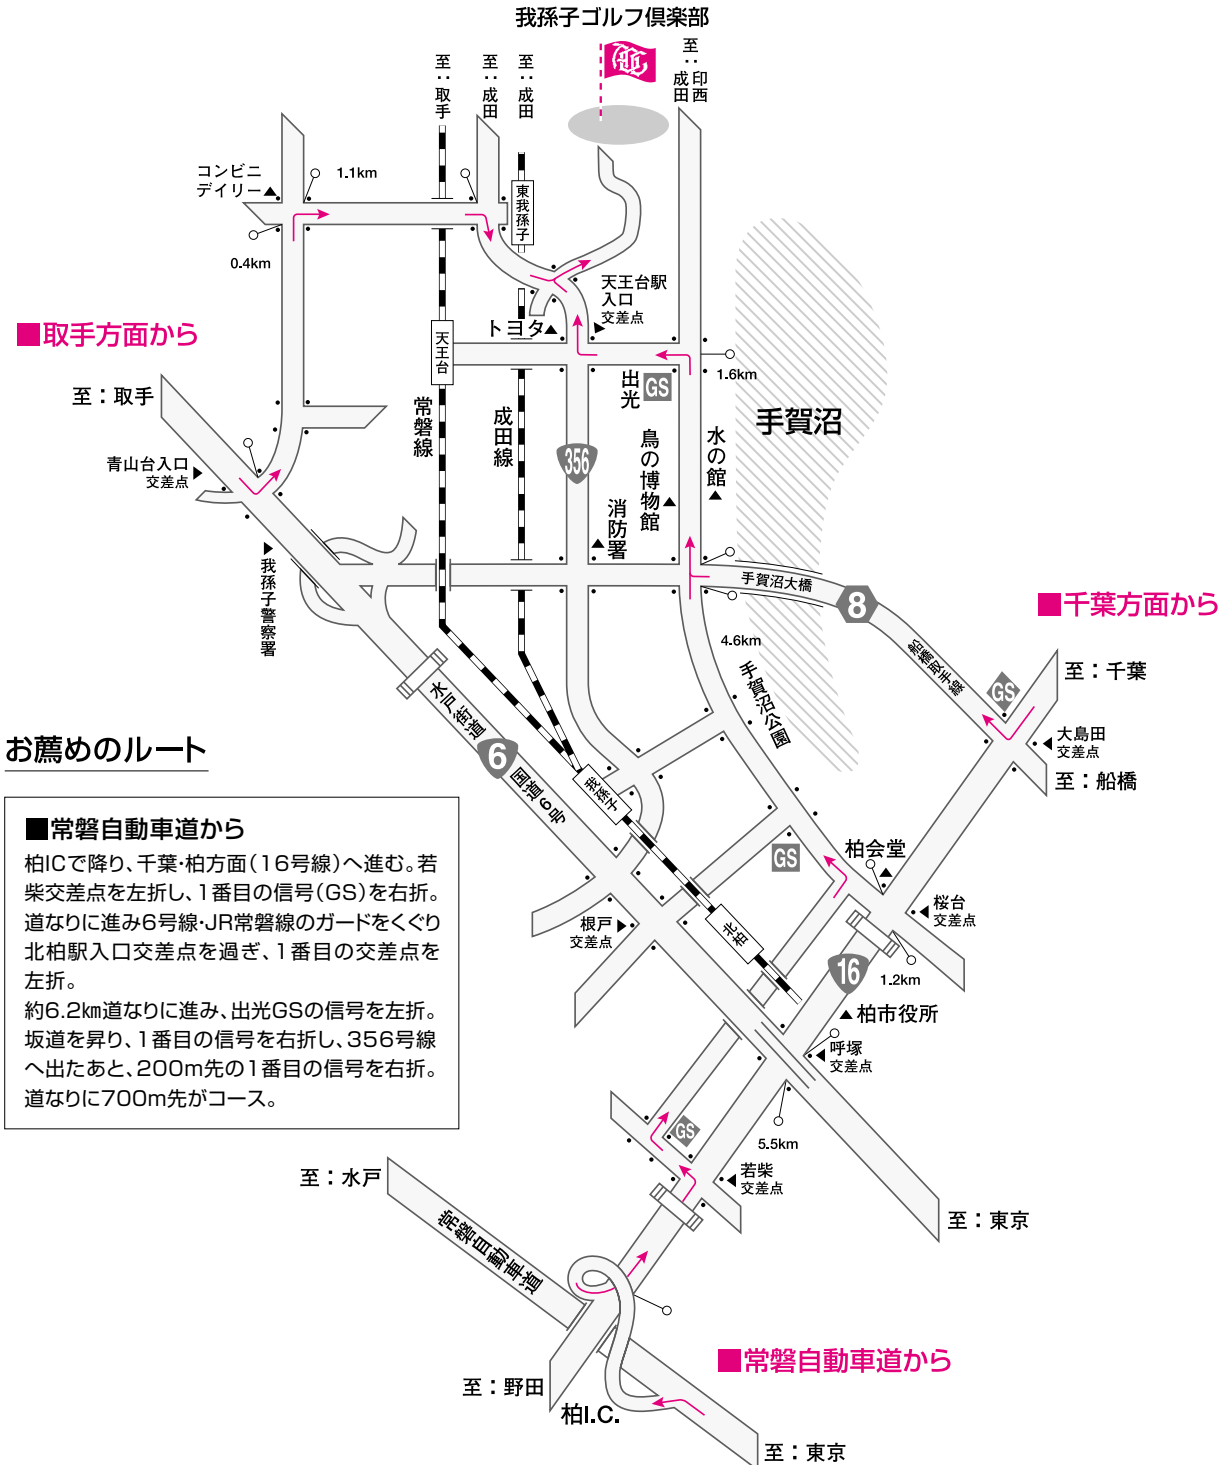 我孫子ゴルフ倶楽部
至：取手
至：成田
至：成田
至：印西
成田
コンビニ
デイリー
1.1km
東我孫子
0.4km
天王台駅
入口
交差点
■取手方面から
トヨタ
天王台
1.6km
至：取手
出光
GS
手賀沼
常磐線
成田線
356
鳥の博物館
水の館
青山台入口
交差点
消防署
我孫子警察署
手賀沼大橋
8
■千葉方面から
4.6km
船橋取手線
至：千葉
手賀沼公園
GS
水戸街道
大島田
交差点
お薦めのルート
6
国道6号
我孫子
至：船橋
■常磐自動車道から
柏ICで降り、千葉・柏方面（16号線）へ進む。若
柴交差点を左折し、1番目の信号（GS）を右折。
道なりに進み6号線・JR常磐線のガードをくぐり
北柏駅入口交差点を過ぎ、1番目の交差点を
左折。
約6.2㎞道なりに進み、出光GSの信号を左折。
坂道を昇り、1番目の信号を右折し、356号線
へ出たあと、200m先の1番目の信号を右折。
道なりに700m先がコース。
GS
柏会堂
根戸
交差点
北柏
桜台
交差点
16
1.2km
柏市役所
呼塚
交差点
GS
5.5km
若柴
交差点
至：水戸
至：東京
常磐自動車道
■常磐自動車道から
至：野田
柏I.C.
至：東京